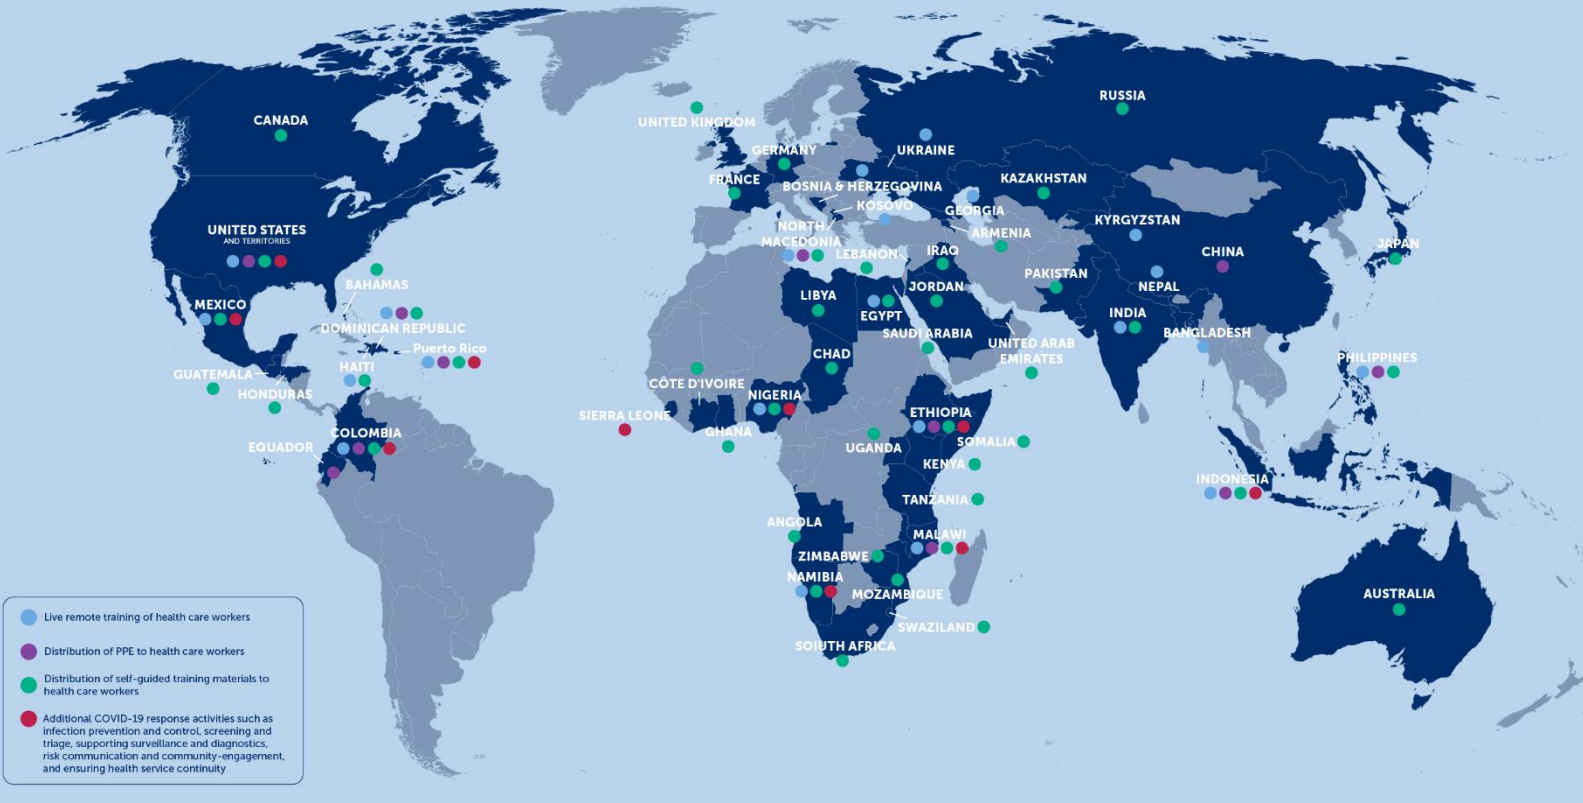 CANADA
RUSSIA
UNITED KINGDOM
GERMANY
UKRAINE
FRANCE
BOSNIA & HERZEGOVINA
KAZAKHSTAN
KOSOVO
GEORGIA
KYRGYZSTAN
UNITED STATES
AND TERRITORIES
NORTH
MACEDONIA
ARMENIA
LEBANON
IRAQ
JAPAN
CHINA
PAKISTAN
NEPAL
BAHAMAS
MEXICO
LIBYA
JORDAN
EGYPT
INDIA
DOMINICAN REPUBLIC
SAUDI ARABIA
BANGLADESH
UNITED ARAB
EMIRATES
Puerto Rico
CHAD
PHILIPPINES
HAITI
GUATEMALA
CÔTE D'IVOIRE
HONDURAS
NIGERIA
SIERRA LEONE
ETHIOPIA
GHANA
COLOMBIA
SOMALIA
EQUADOR
UGANDA
KENYA
INDONESIA
TANZANIA
ANGOLA
MALAWI
ZIMBABWE
NAMIBIA
MOZAMBIQUE
AUSTRALIA
SWAZILAND
SOIUTH AFRICA
Live remote training of health care workers
Distribution of PPE to health care workers
Distribution of self-guided training materials to
health care workers
Additional COVID-19 response activities such as
infection prevention and control, screening and
triage, supporting surveillance and diagnostics,
risk communication and community-engagement,
and ensuring health service continuity